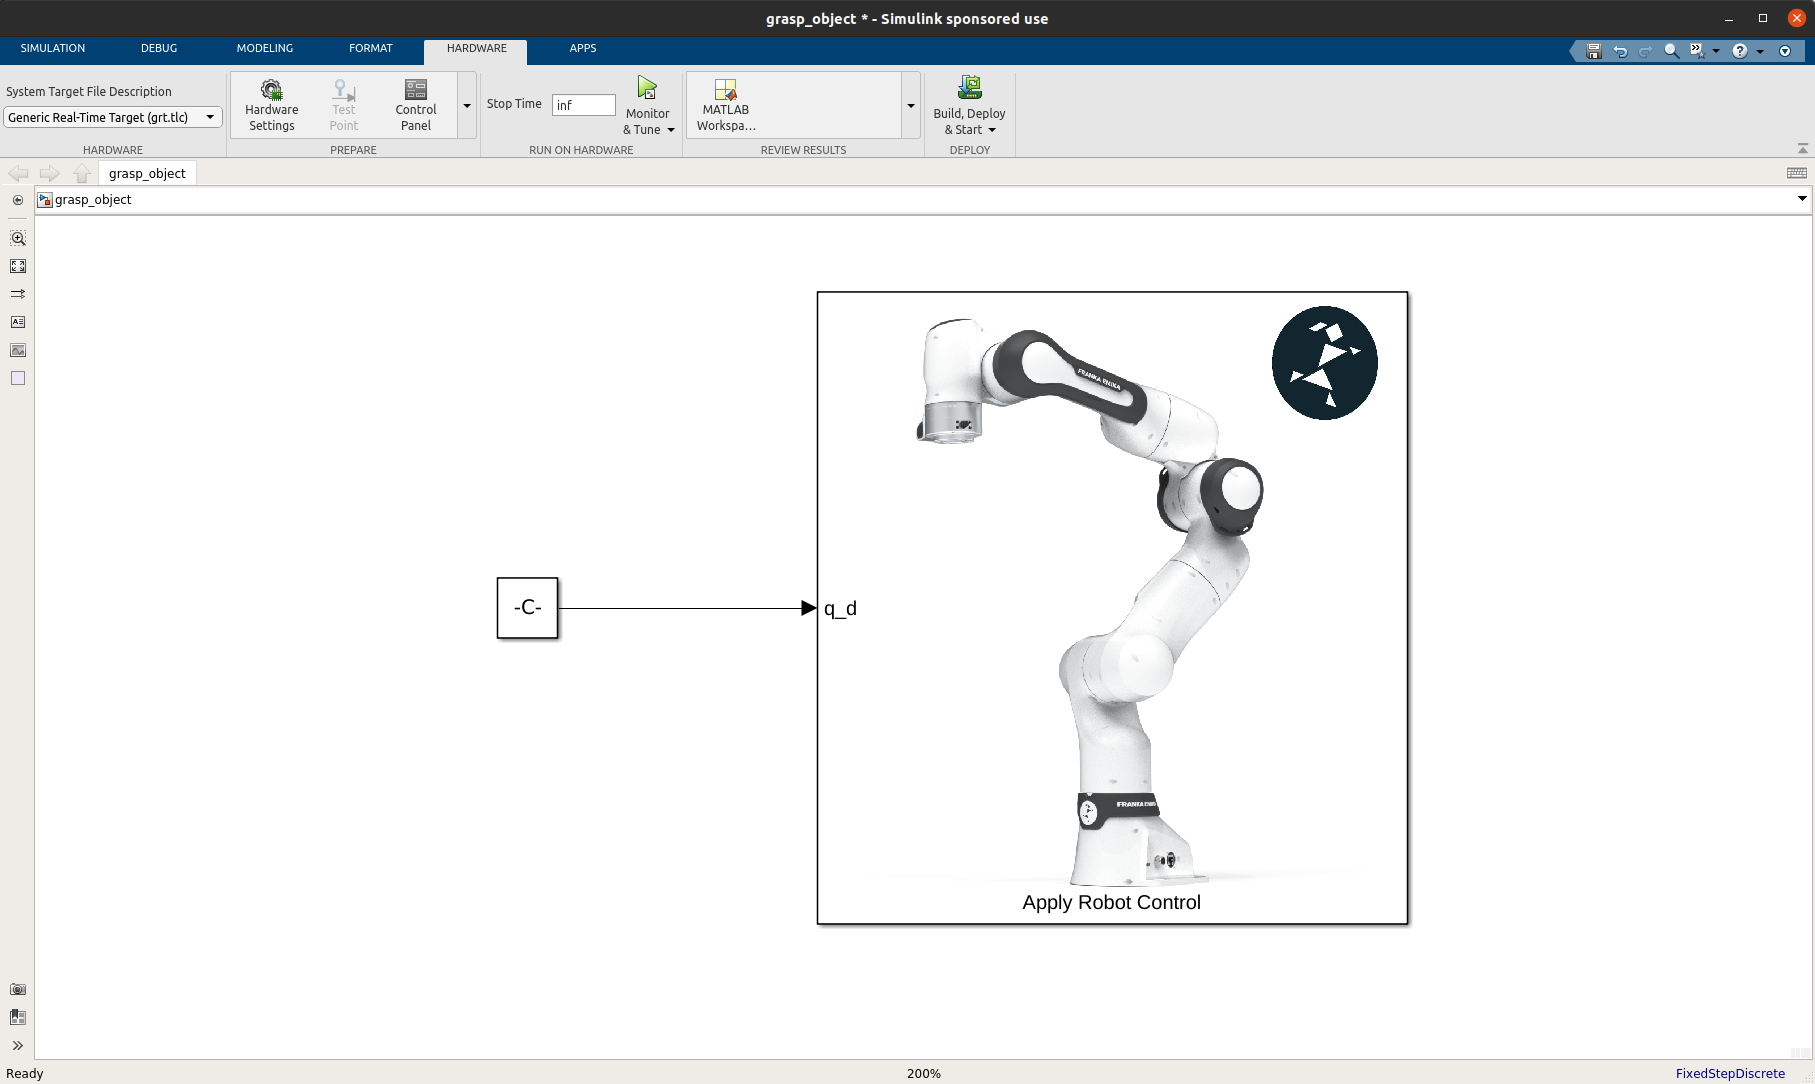 grasp_object * - Simulink sponsored use
SIMULATION DEBUG MODELING FORMAT HARDWARE APPS
System Target File Description
Generic Real-Time Target (grt.tlc)
HARDWARE
Hardware
Settings
Test
Point
Control
Panel
PREPARE
Stop Time inf
Monitor
& Tune
RUN ON HARDWARE
MATLAB
Workspa...
REVIEW RESULTS
Build, Deploy
& Start
DEPLOY
grasp_object
grasp_object
FRANKA EMIKA
-C-
q_d
FRANKA EMIKA
Apply Robot Control
Ready 200% FixedStepDiscrete